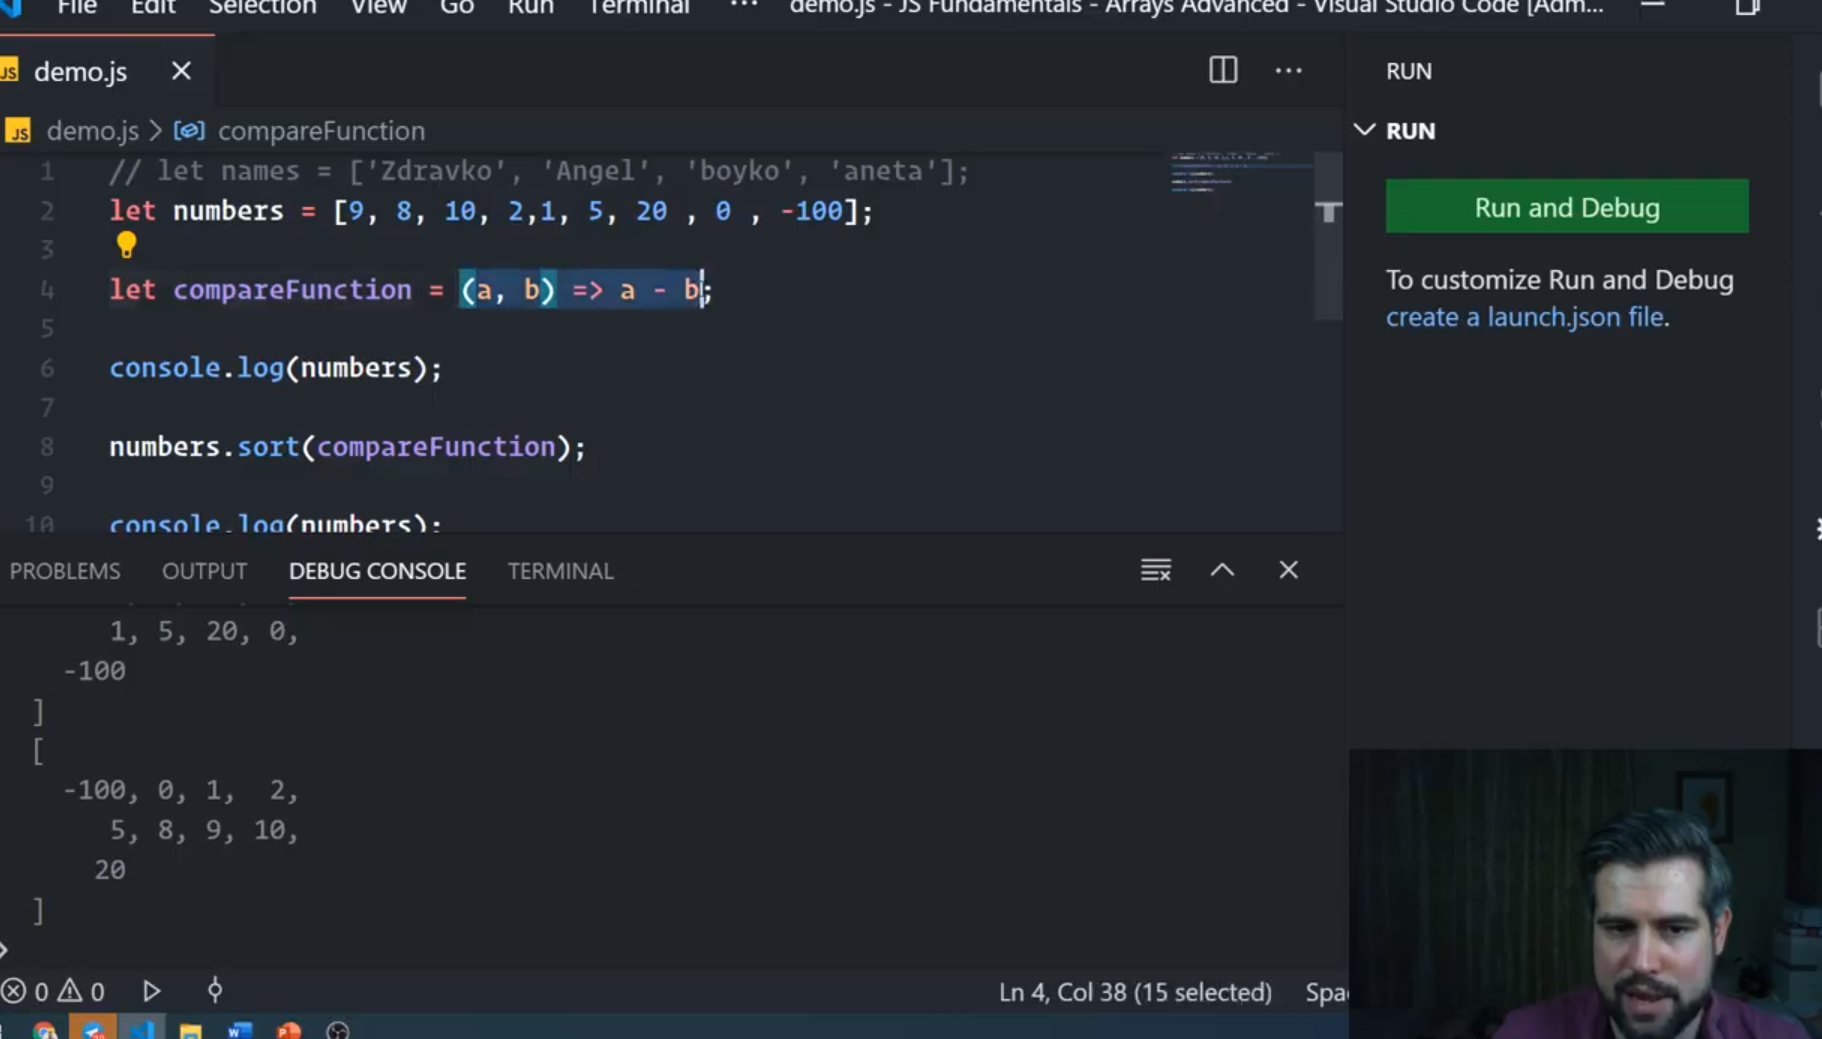 File Edit Selection View Go Run Terminal ··· demo.js - JS Fundamentals - Arrays Advanced - Visual Studio Code [Adm...
JS demo.js
RUN
JS demo.js > compareFunction
RUN
1 // let names = ['Zdravko', 'Angel', 'boyko', 'aneta'];
2 let numbers = [9, 8, 10, 2,1, 5, 20 , 0 , -100];
3
4 let compareFunction = (a, b) => a - b;
5
6 console.log(numbers);
7
8 numbers.sort(compareFunction);
9
10 console.log(numbers);
Run and Debug
To customize Run and Debug
create a launch.json file.
PROBLEMS OUTPUT DEBUG CONSOLE TERMINAL
1, 5, 20, 0,
-100
]
[
-100, 0, 1, 2,
5, 8, 9, 10,
20
]
0 0 Ln 4, Col 38 (15 selected) Spa